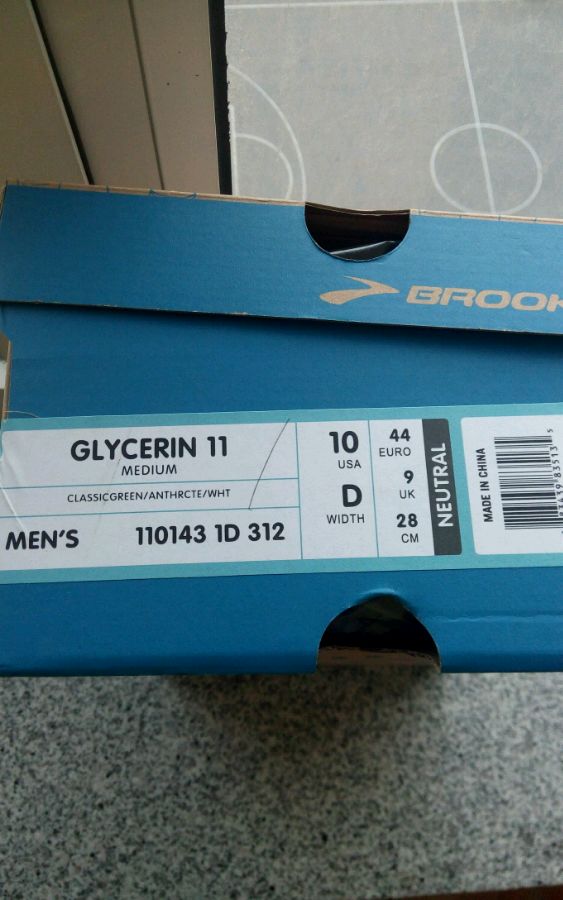 BROOK
GLYCERIN 11
MEDIUM
CLASSICGREEN/ANTHRCTE/WHT
MEN'S 110143 1D 312
10
USA
D
WIDTH
44
EURO
9
UK
28
CM
NEUTRAL
MADE IN CHINA